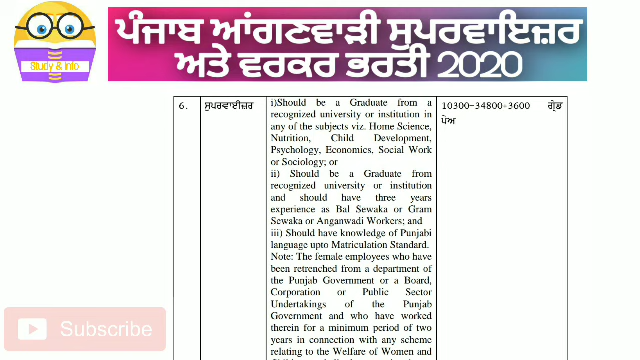 Study & Info
ਪੰਜਾਬ ਆਂਗਣਵਾੜੀ ਸੁਪਰਵਾਇਜ਼ਰ
ਅਤੇ ਵਰਕਰ ਭਰਤੀ 2020
6. ਸੁਪਰਵਾਈਜ਼ਰ i)Should be a Graduate from a 10300-34800+3600 ਗ੍ਰੇਡ
recognized university or institution in ਪੇਅ
any of the subjects viz. Home Science,
Nutrition, Child Development,
Psychology, Economics, Social Work
or Sociology; or
ii) Should be a Graduate from
recognized university or institution
and should have three years
experience as Bal Sewaka or Gram
Sewaka or Anganwadi Workers; and
iii) Should have knowledge of Punjabi
language upto Matriculation Standard.
Note: The female employees who have
been retrenched from a department of
the Punjab Government or a Board,
Corporation or Public Sector
Undertakings of the Punjab
Government and who have worked
therein for a minimum period of two
years in connection with any scheme
relating to the Welfare of Women and
Subscribe